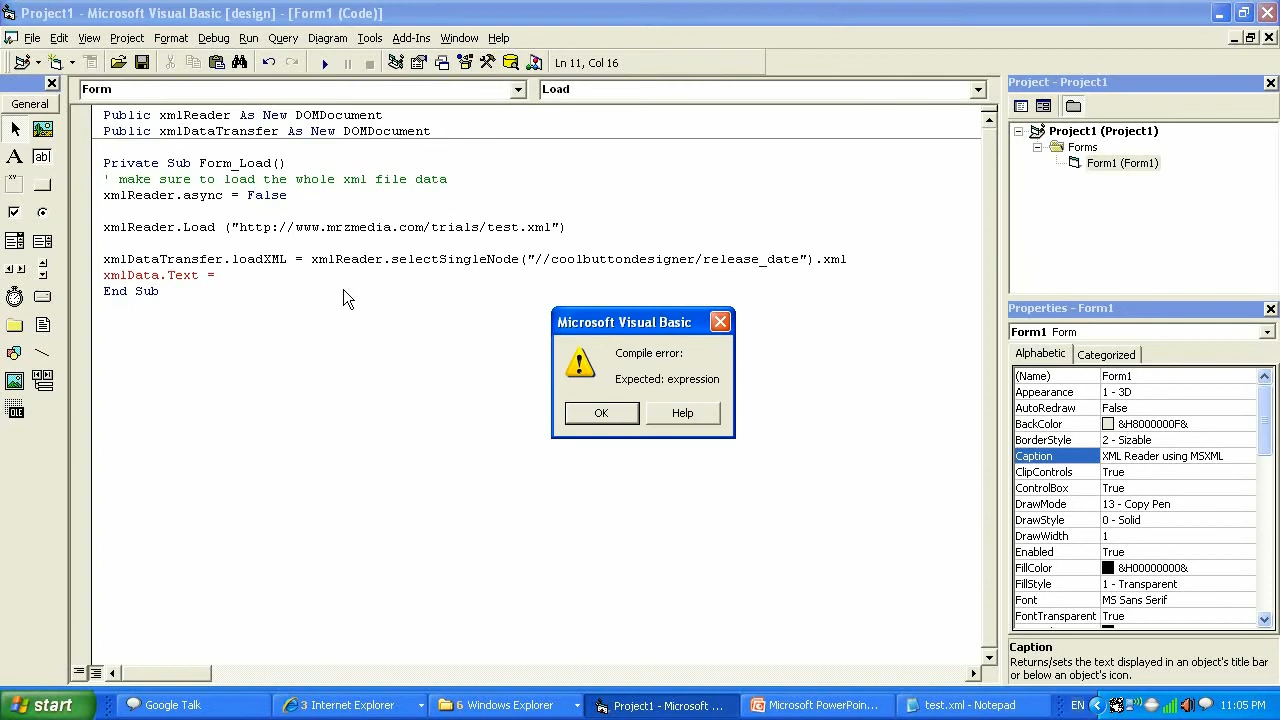 Project1 - Microsoft Visual Basic [design] - [Form1 (Code)]
File Edit View Project Format Debug Run Query Diagram Tools Add-Ins Window Help
Ln 11, Col 16
General
A
ab|
OLE
Form
Load
Public xmlReader As New DOMDocument
Public xmlDataTransfer As New DOMDocument
Private Sub Form_Load()
' make sure to load the whole xml file data
xmlReader.async = False
xmlReader.Load ("http://www.mrzmedia.com/trials/test.xml")
xmlDataTransfer.loadXML = xmlReader.selectSingleNode("//coolbuttondesigner/release_date").xml
xmlData.Text =
End Sub
Microsoft Visual Basic
Compile error:
Expected: expression
OK
Help
Project - Project1
Project1 (Project1)
Forms
Form1 (Form1)
Properties - Form1
Form1 Form
Alphabetic Categorized
(Name) Form1
Appearance 1 - 3D
AutoRedraw False
BackColor &H8000000F&
BorderStyle 2 - Sizable
Caption XML Reader using MSXML
ClipControls True
ControlBox True
DrawMode 13 - Copy Pen
DrawStyle 0 - Solid
DrawWidth 1
Enabled True
FillColor &H00000000&
FillStyle 1 - Transparent
Font MS Sans Serif
FontTransparent True
Caption
Returns/sets the text displayed in an object's title bar
or below an object's icon.
start
Google Talk
3 Internet Explorer
6 Windows Explorer
Project1 - Microsoft ...
Microsoft PowerPoin...
test.xml - Notepad
EN
11:05 PM